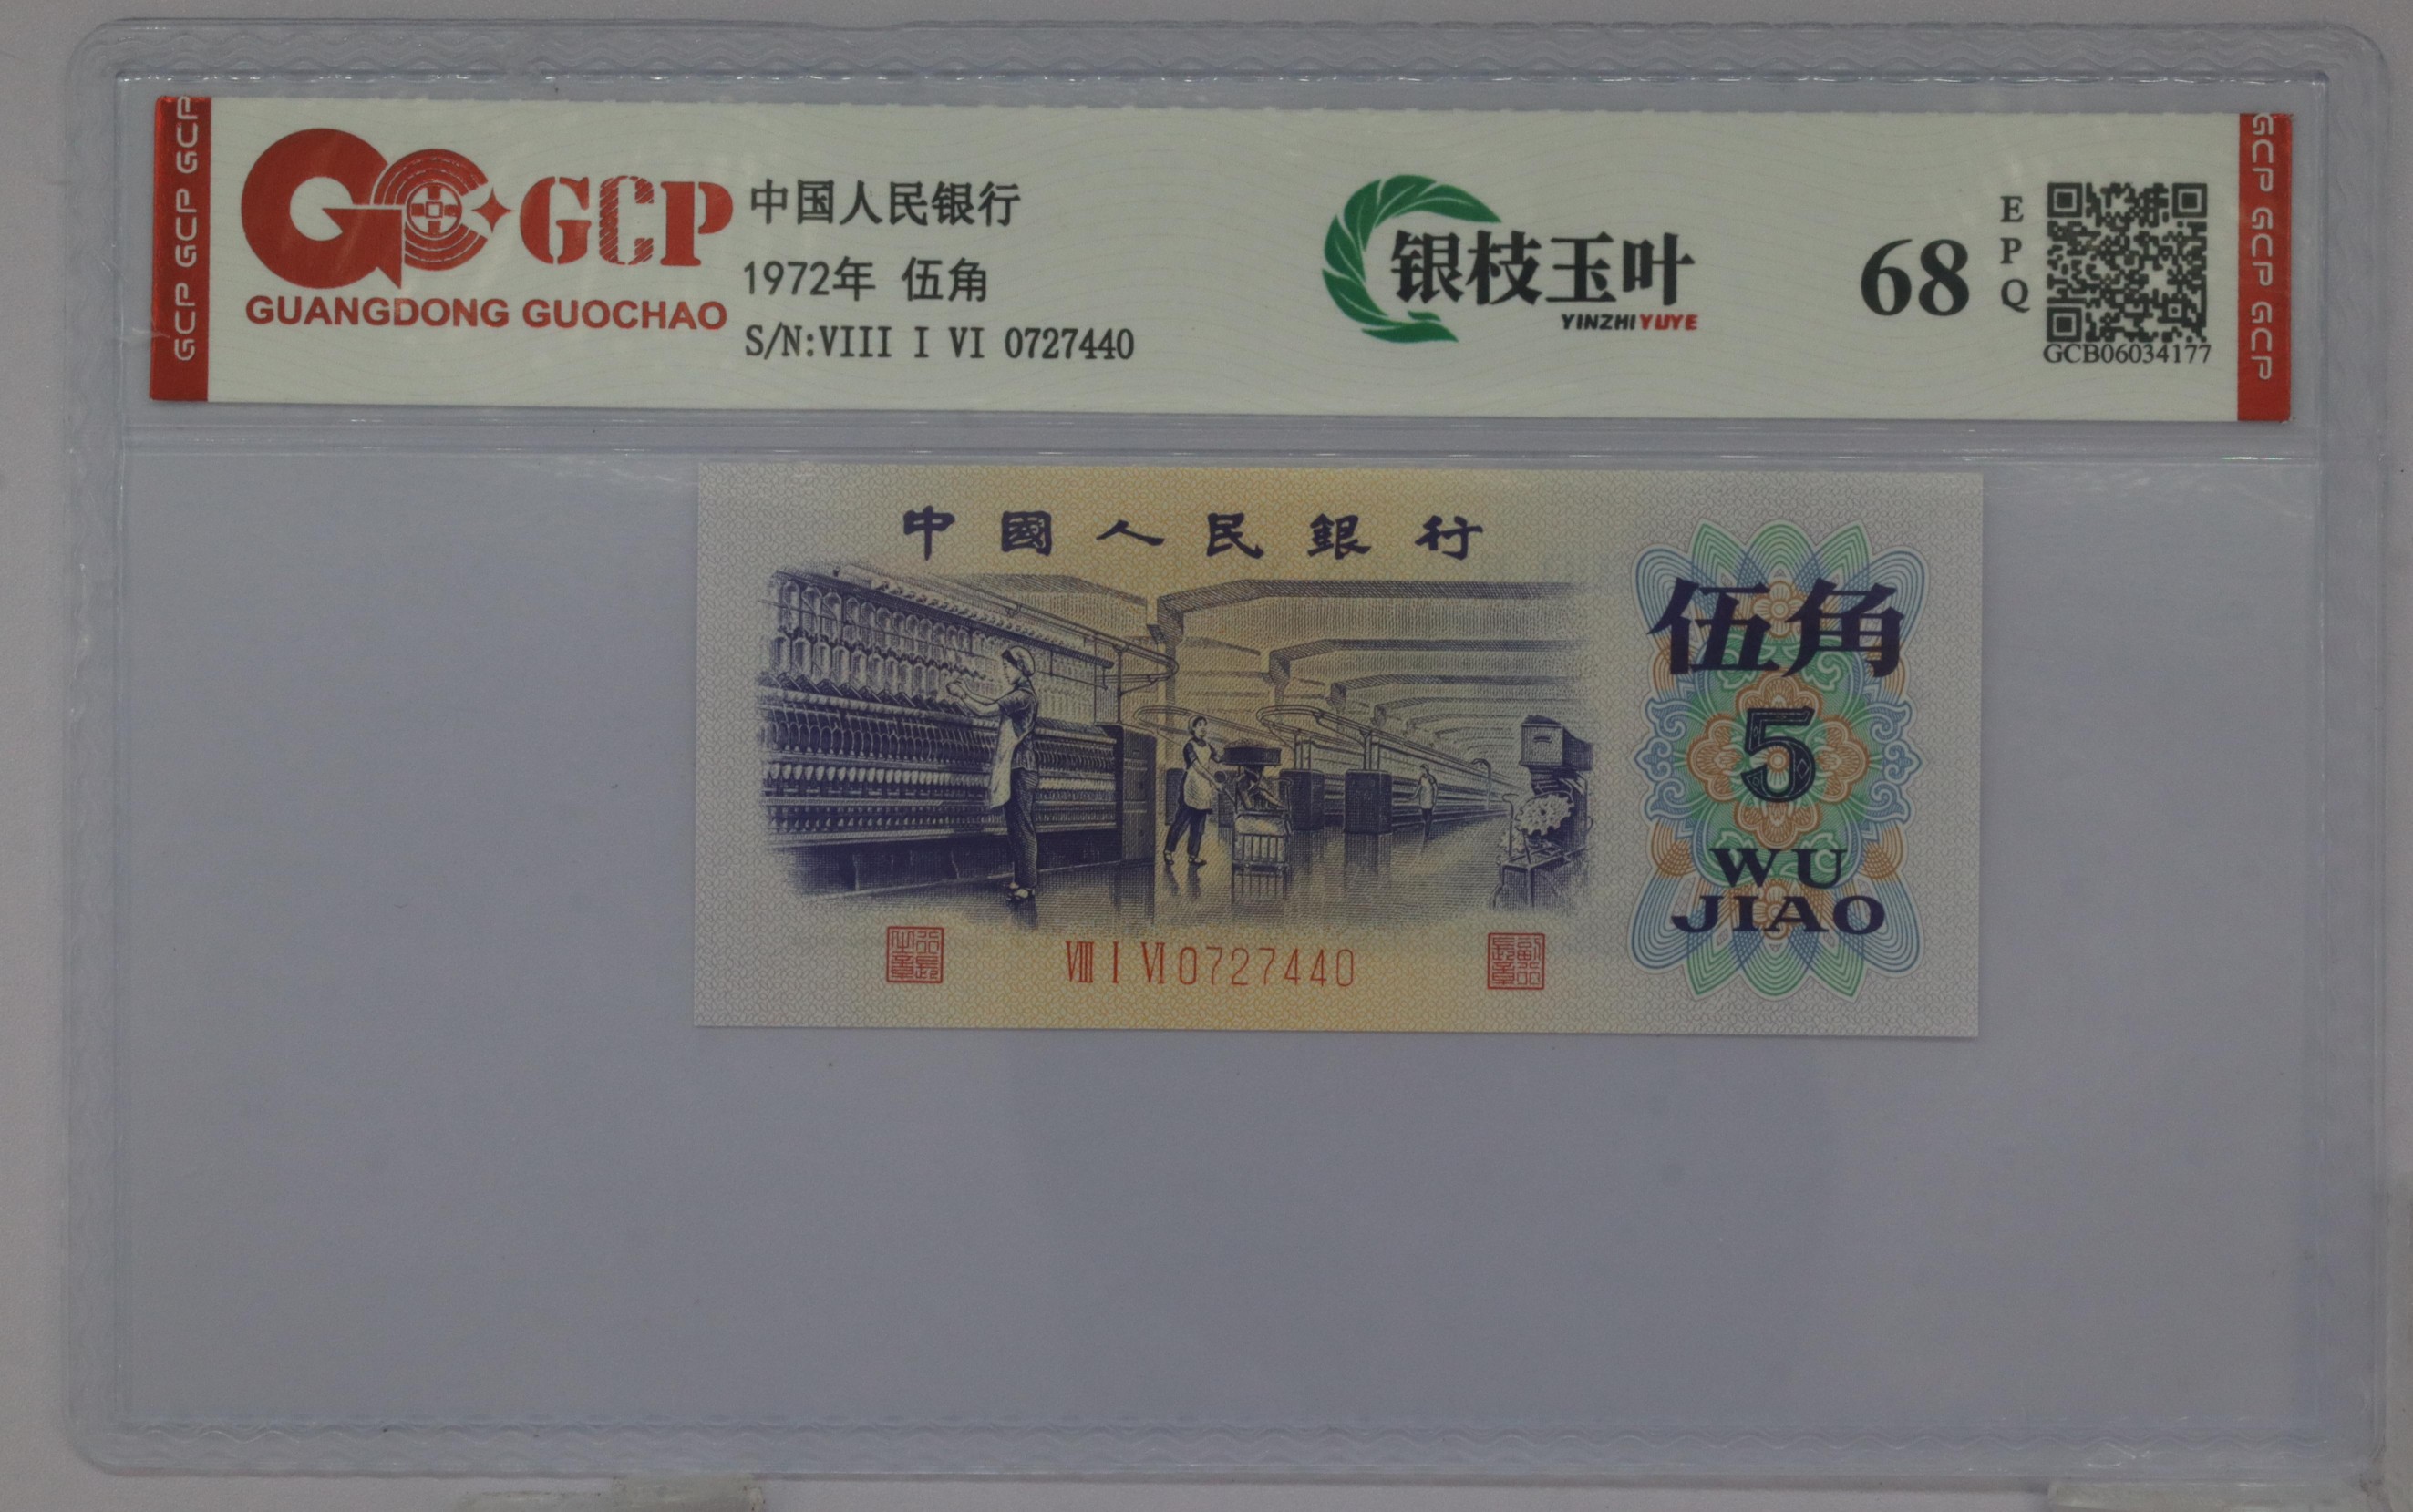 GCP GCP GCP
GCP
GUANGDONG GUOCHAO
中国人民银行
1972年 伍角
S/N:VIII I VI 0727440
银枝玉叶
YINZHIYUYE
68
EPQ
GCB06034177
GCP GCP GCP
中國人民銀行
伍角
5
WU
JIAO
VIII I VI 0727440